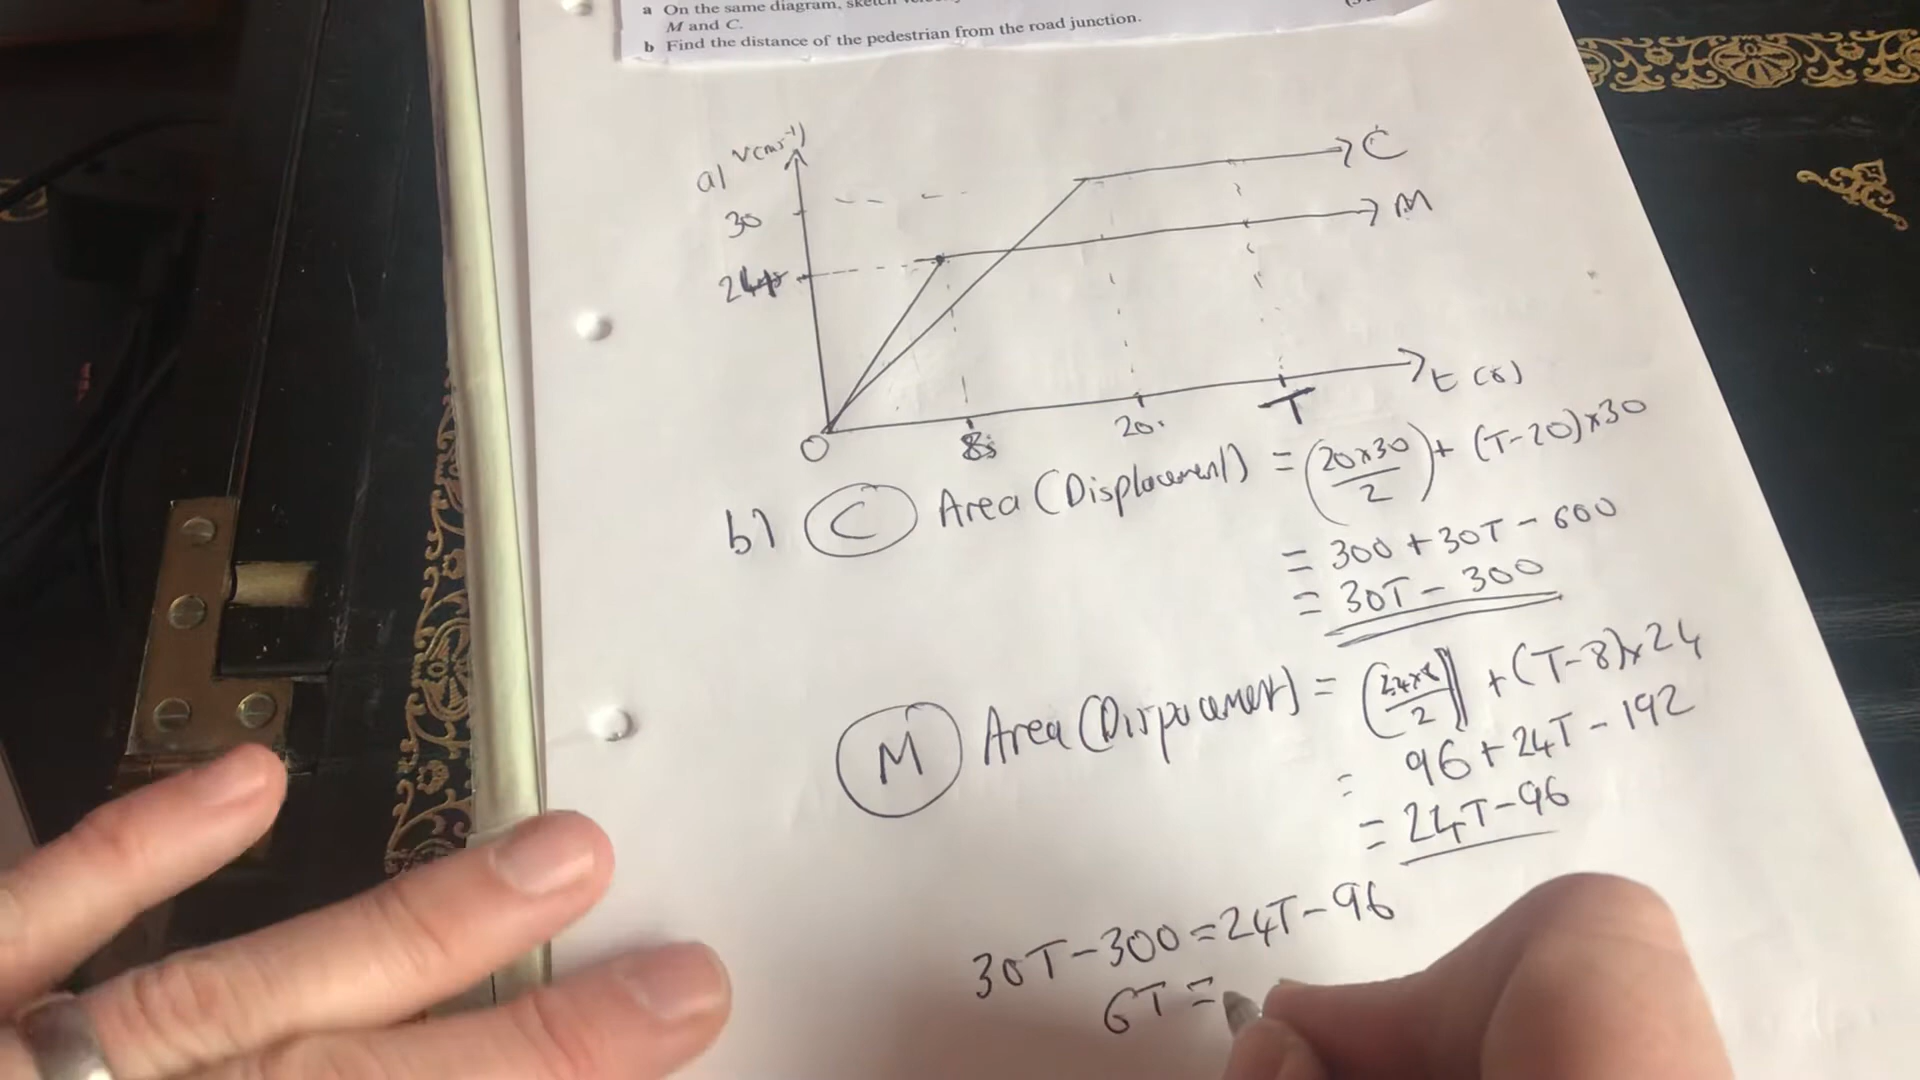 a On the same diagram, sketch
M and C.
b Find the distance of the pedestrian from the road junction.
a) V(ms⁻¹)
30
24
C
M
O
8s
20
T
t (s)
b) C Area (Displacement) = (20×30/2) + (T-20)×30
= 300 + 30T - 600
= 30T - 300
M Area (Displacement) = (24×8/2) + (T-8)×24
= 96 + 24T - 192
= 24T - 96
30T - 300 = 24T - 96
6T =